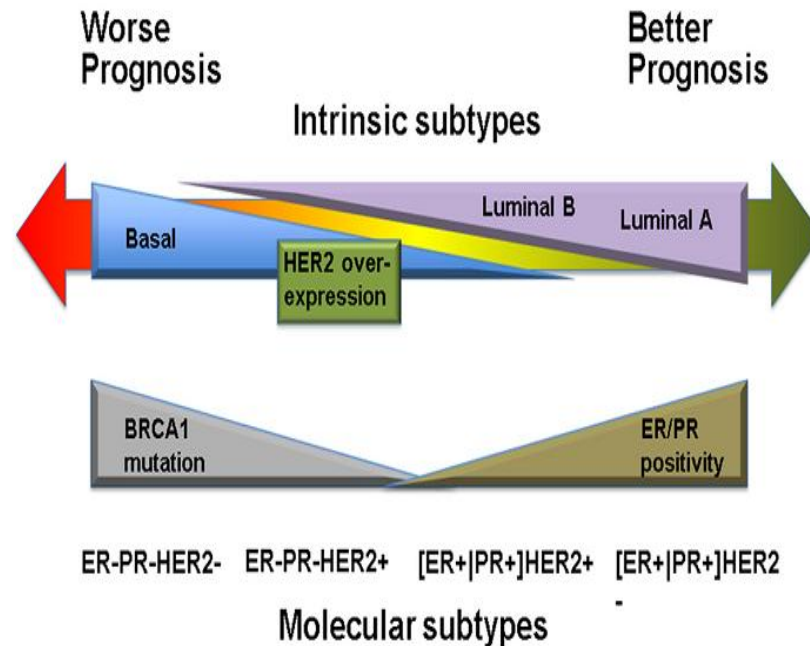 Worse
Prognosis
Better
Prognosis
Intrinsic subtypes
Basal
HER2 over-
expression
Luminal B
Luminal A
BRCA1
mutation
ER/PR
positivity
ER-PR-HER2-
ER-PR-HER2+
[ER+|PR+]HER2+
[ER+|PR+]HER2
-
Molecular subtypes